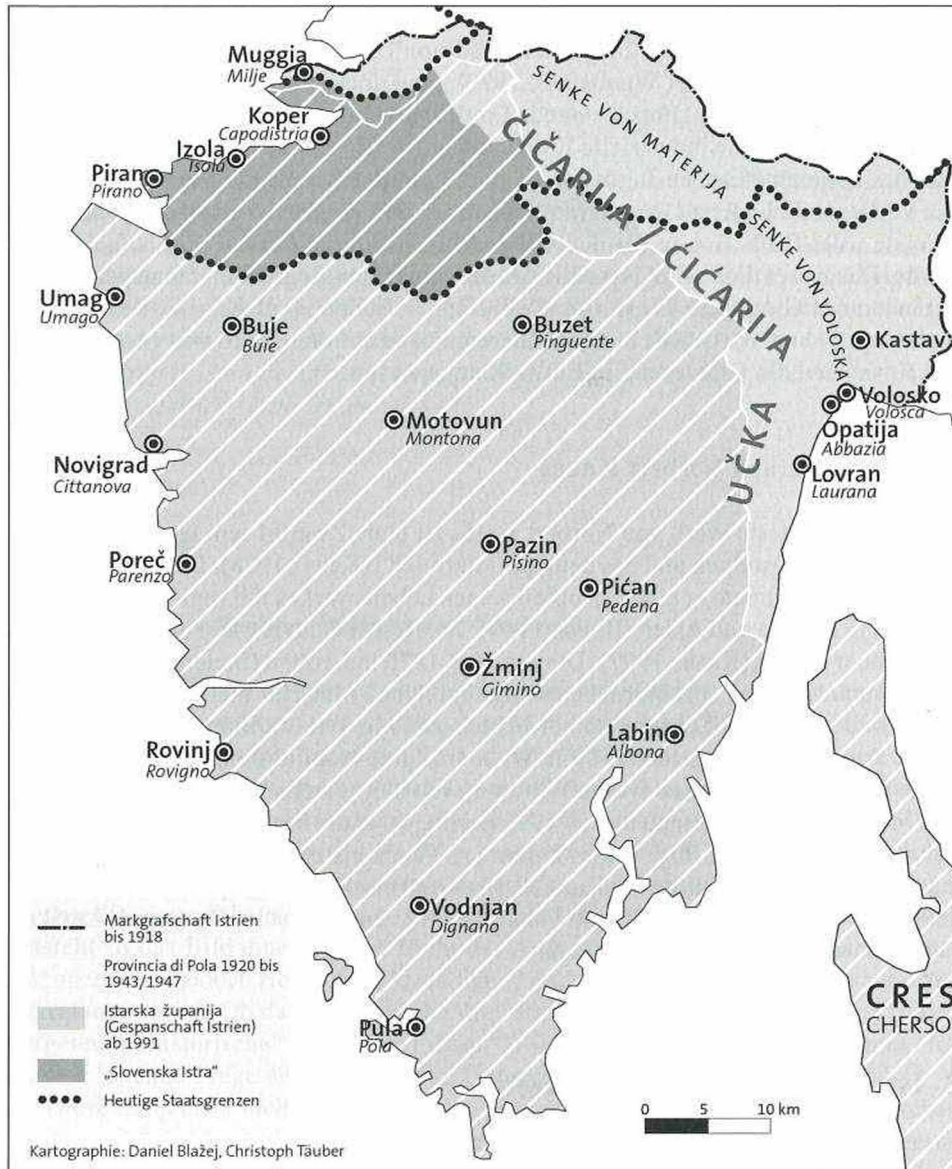 Muggia
Milje
Koper
Capodistria
Izola
Isola
Piran
Pirano
SENKE VON MATERIJA
ČIČARIJA / ĆIĆARIJA
SENKE VON VOLOSKA
Umag
Umago
Buje
Buie
Buzet
Pinguente
Kastav
Volosko
Volosca
Opatija
Abbazia
Motovun
Montona
UČKA
Novigrad
Cittanova
Lovran
Laurana
Poreč
Parenzo
Pazin
Pisino
Pićan
Pedena
Žminj
Gimino
Rovinj
Rovigno
Labin
Albona
Vodnjan
Dignano
Pula
Pola
CRES
CHERSO
Markgrafschaft Istrien
bis 1918
Provincia di Pola 1920 bis
1943/1947
Istarska županija
(Gespanschaft Istrien)
ab 1991
„Slovenska Istra“
Heutige Staatsgrenzen
0 5 10 km
Kartographie: Daniel Blažej, Christoph Täuber